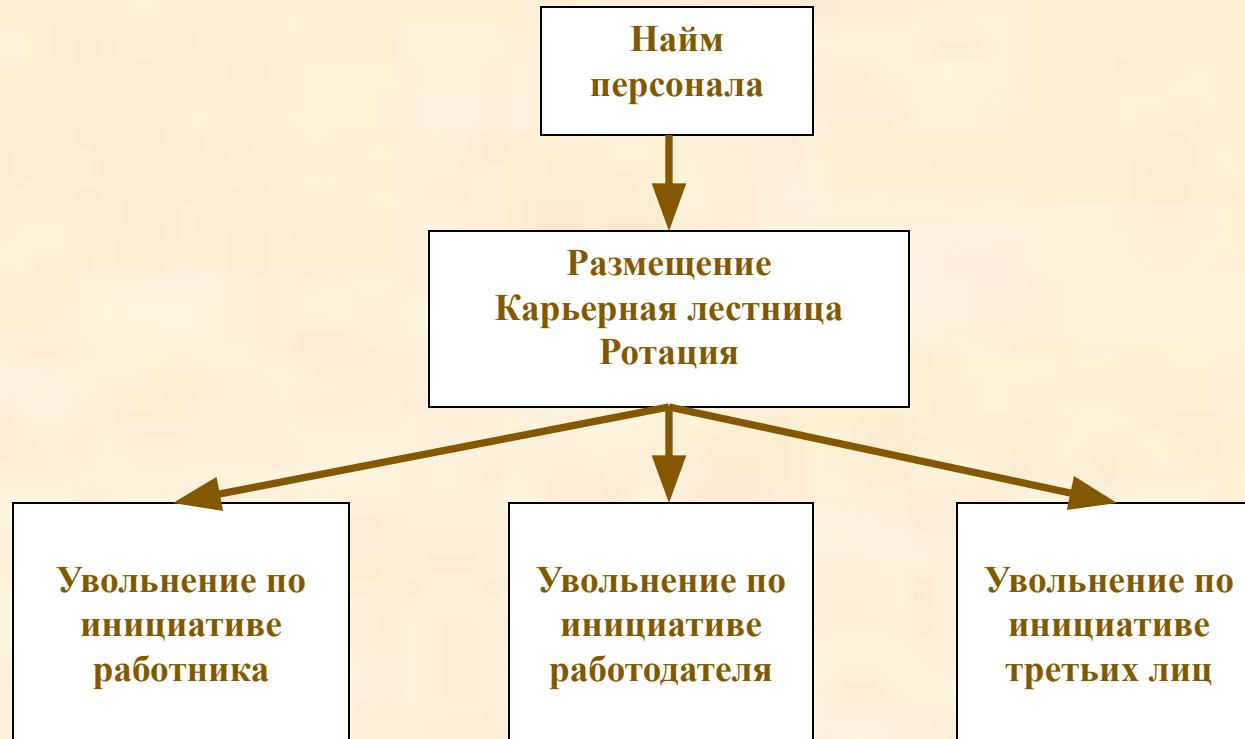 Найм
персонала
Размещение
Карьерная лестница
Ротация
Увольнение по
инициативе
работника
Увольнение по
инициативе
работодателя
Увольнение по
инициативе
третьих лиц